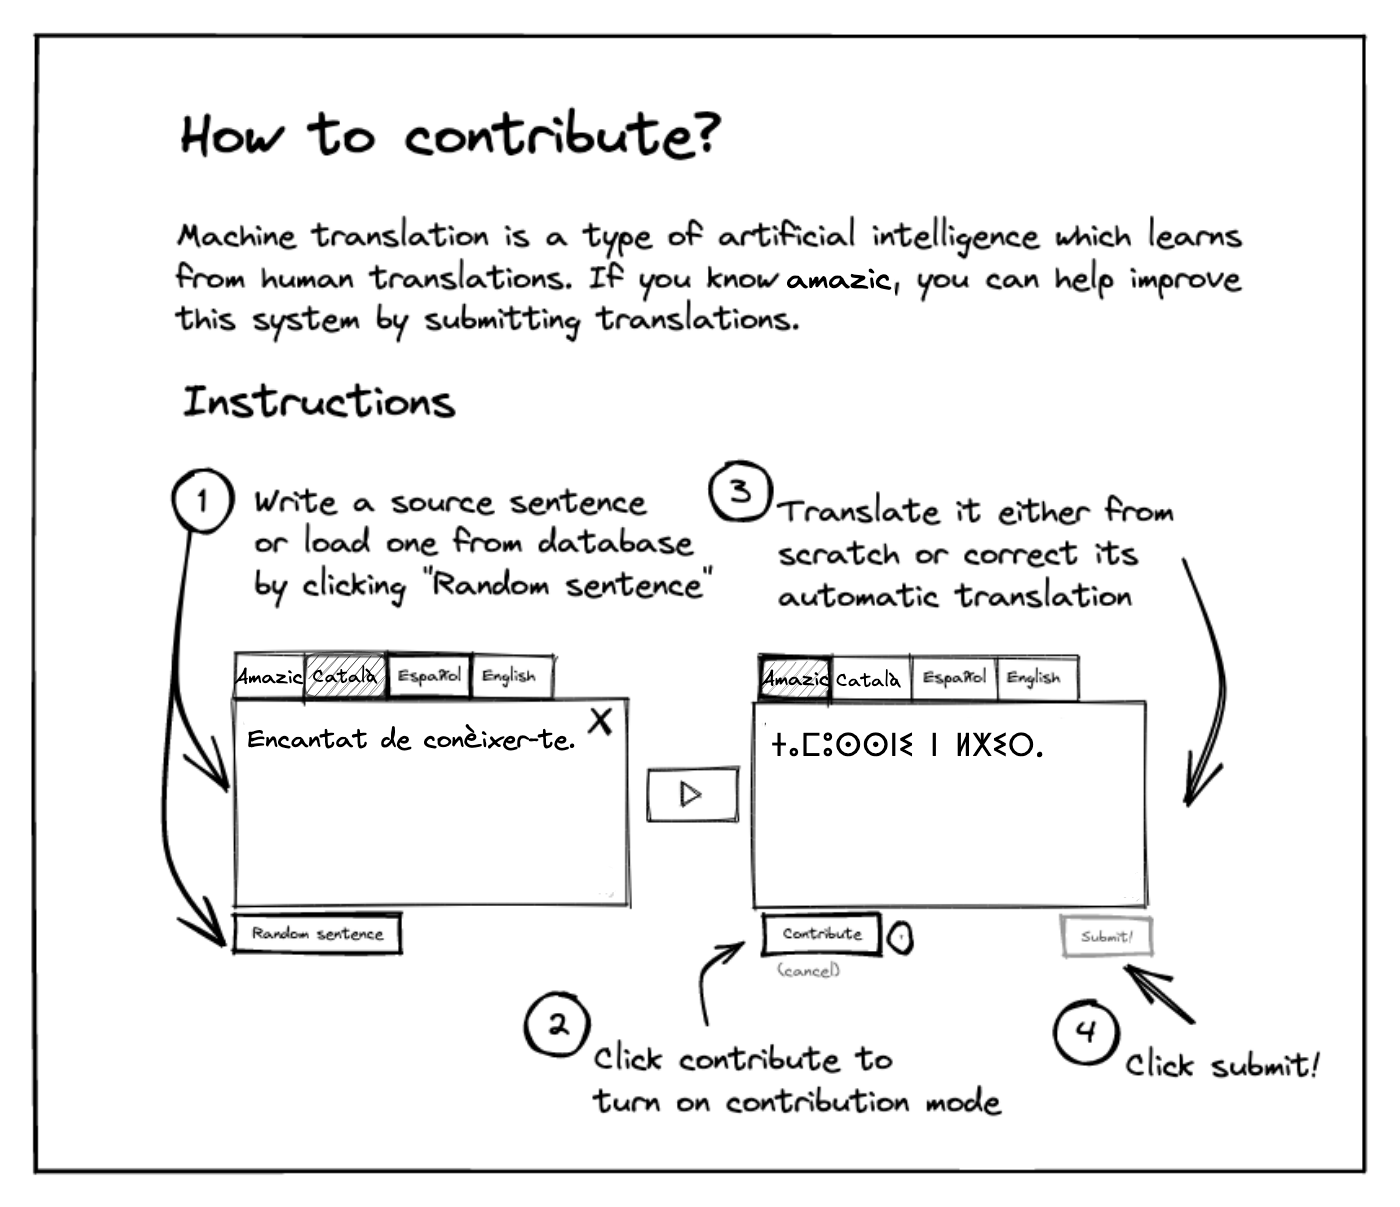 How to contribute?
Machine translation is a type of artificial intelligence which learns
from human translations. If you know amazic, you can help improve
this system by submitting translations.
Instructions
1
Write a source sentence
or load one from database
by clicking "Random sentence"
3
Translate it either from
scratch or correct its
automatic translation
Amazic Català Español English
Encantat de conèixer-te. X
Random sentence
Amazic Català Español English
ⵜⴰⵎⵓⵙⵙⵏⵉ ⵏ ⵍⵅⵉⵔ.
Contribute
(cancel)
Submit!
2
Click contribute to
turn on contribution mode
4
Click submit!